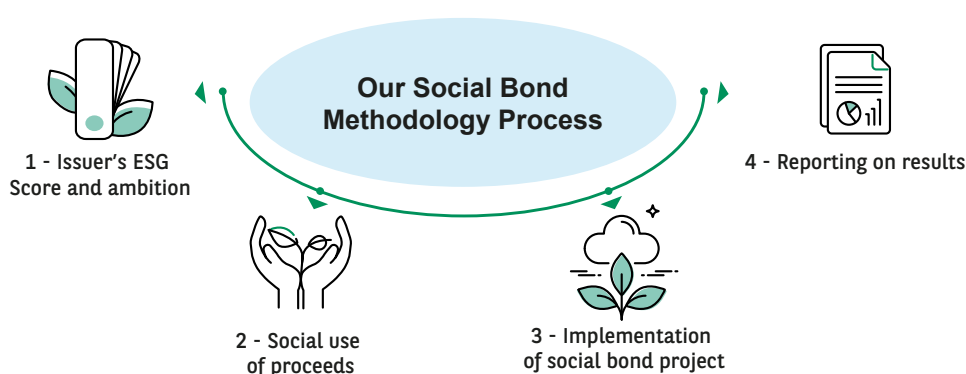 Our Social Bond
Methodology Process
1 - Issuer's ESG
Score and ambition
2 - Social use
of proceeds
3 - Implementation
of social bond project
4 - Reporting on results